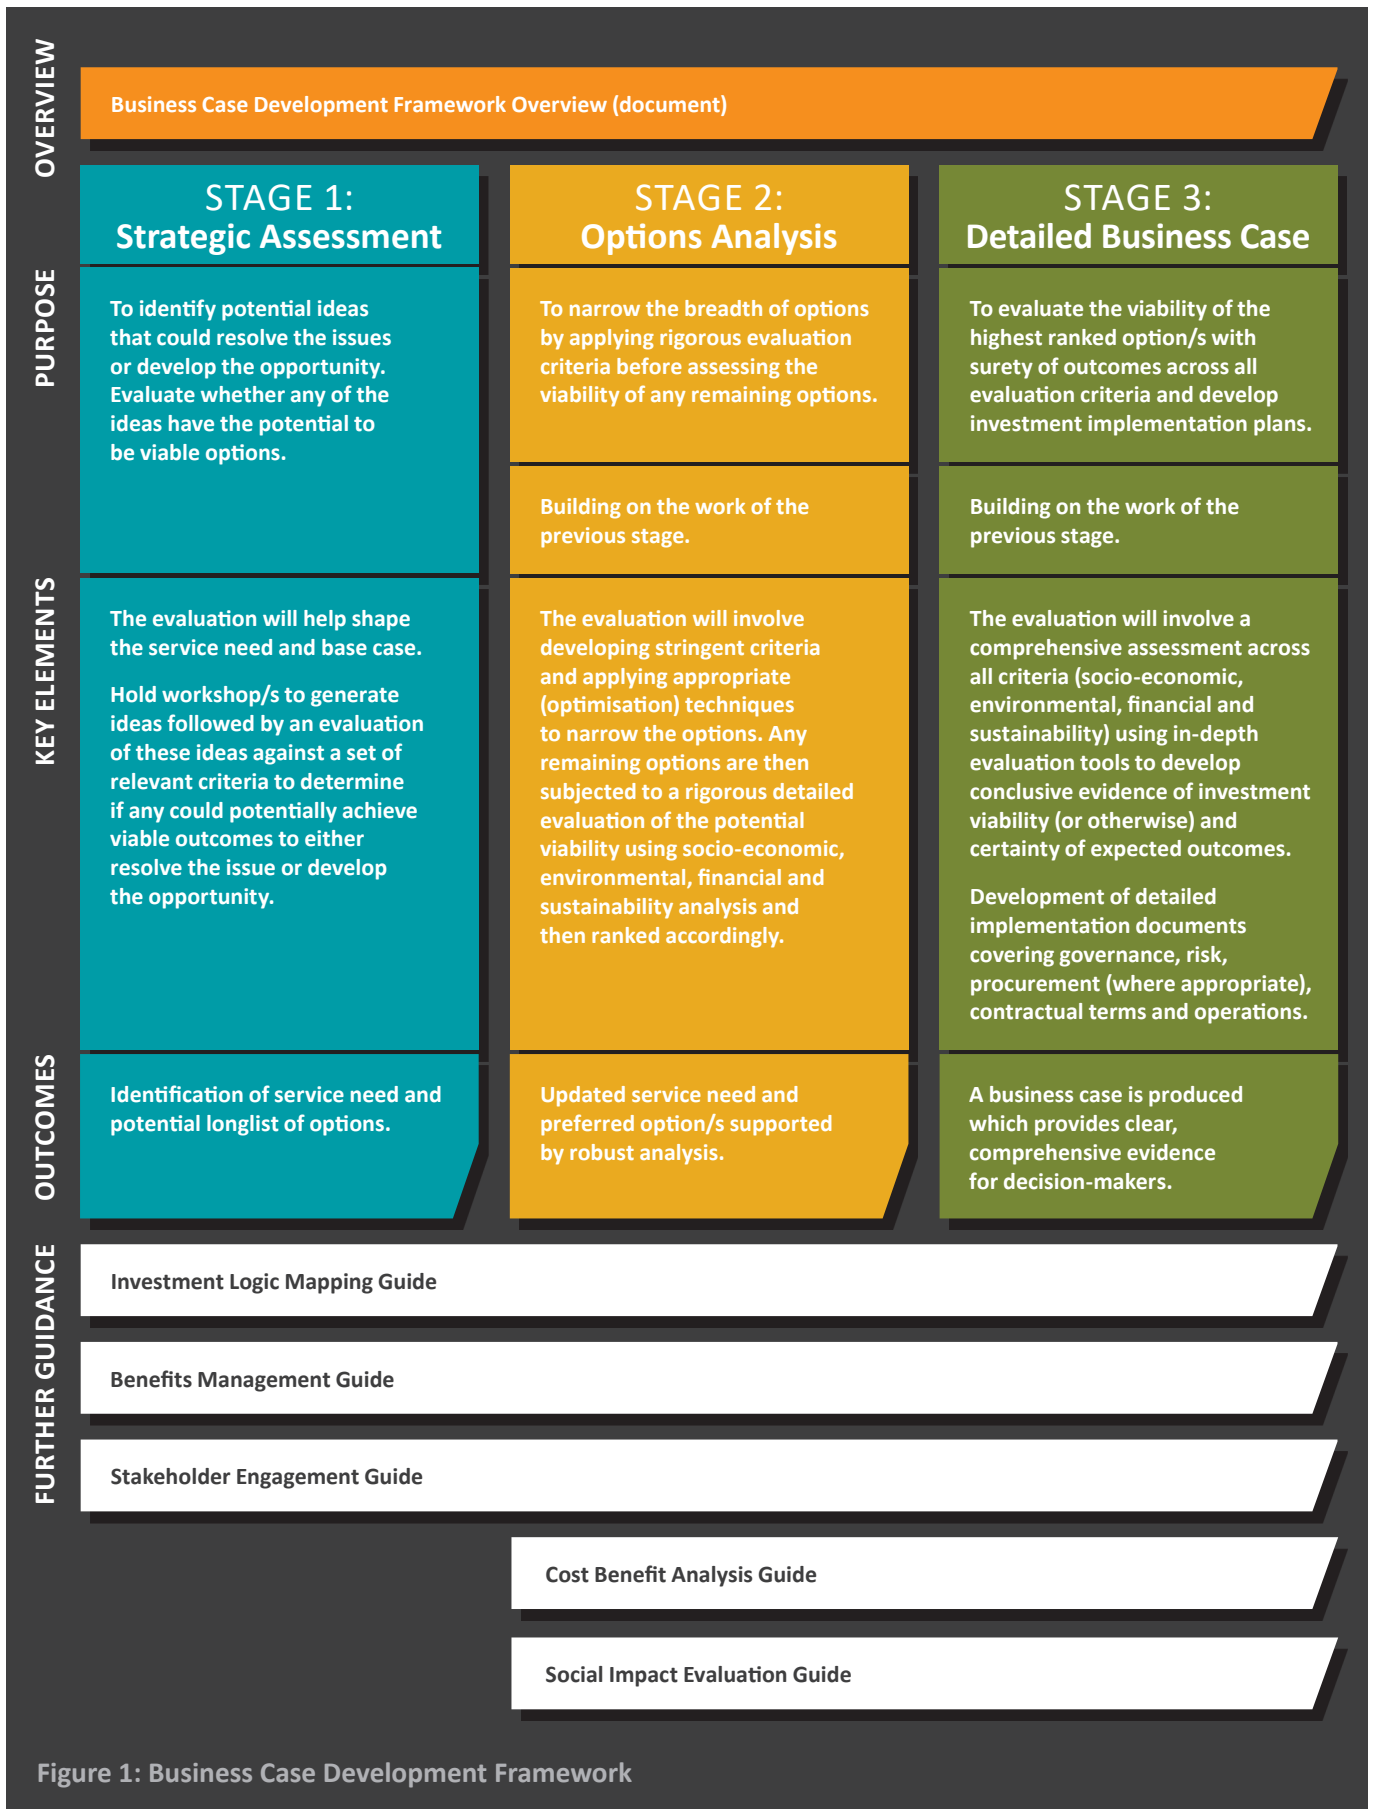 OVERVIEW
Business Case Development Framework Overview (document)
STAGE 1:
Strategic Assessment
STAGE 2:
Options Analysis
STAGE 3:
Detailed Business Case
PURPOSE
To identify potential ideas
that could resolve the issues
or develop the opportunity.
Evaluate whether any of the
ideas have the potential to
be viable options.
To narrow the breadth of options
by applying rigorous evaluation
criteria before assessing the
viability of any remaining options.
Building on the work of the
previous stage.
To evaluate the viability of the
highest ranked option/s with
surety of outcomes across all
evaluation criteria and develop
investment implementation plans.
Building on the work of the
previous stage.
KEY ELEMENTS
The evaluation will help shape
the service need and base case.
Hold workshop/s to generate
ideas followed by an evaluation
of these ideas against a set of
relevant criteria to determine
if any could potentially achieve
viable outcomes to either
resolve the issue or develop
the opportunity.
The evaluation will involve
developing stringent criteria
and applying appropriate
(optimisation) techniques
to narrow the options. Any
remaining options are then
subjected to a rigorous detailed
evaluation of the potential
viability using socio-economic,
environmental, financial and
sustainability analysis and
then ranked accordingly.
The evaluation will involve a
comprehensive assessment across
all criteria (socio-economic,
environmental, financial and
sustainability) using in-depth
evaluation tools to develop
conclusive evidence of investment
viability (or otherwise) and
certainty of expected outcomes.
Development of detailed
implementation documents
covering governance, risk,
procurement (where appropriate),
contractual terms and operations.
OUTCOMES
Identification of service need and
potential longlist of options.
Updated service need and
preferred option/s supported
by robust analysis.
A business case is produced
which provides clear,
comprehensive evidence
for decision-makers.
FURTHER GUIDANCE
Investment Logic Mapping Guide
Benefits Management Guide
Stakeholder Engagement Guide
Cost Benefit Analysis Guide
Social Impact Evaluation Guide
Figure 1: Business Case Development Framework